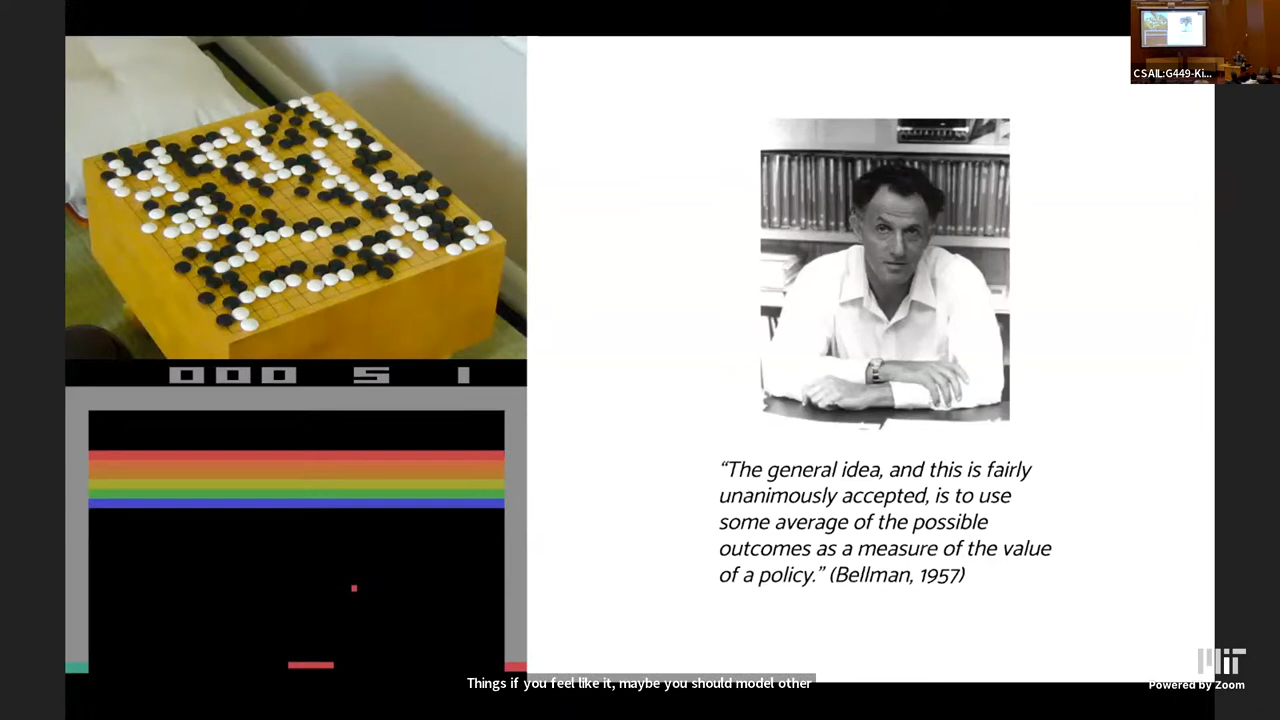 CSAIL:G449-Ki...
000 5 1
“The general idea, and this is fairly
unanimously accepted, is to use
some average of the possible
outcomes as a measure of the value
of a policy.” (Bellman, 1957)
Things if you feel like it, maybe you should model other
MIT
Powered by Zoom